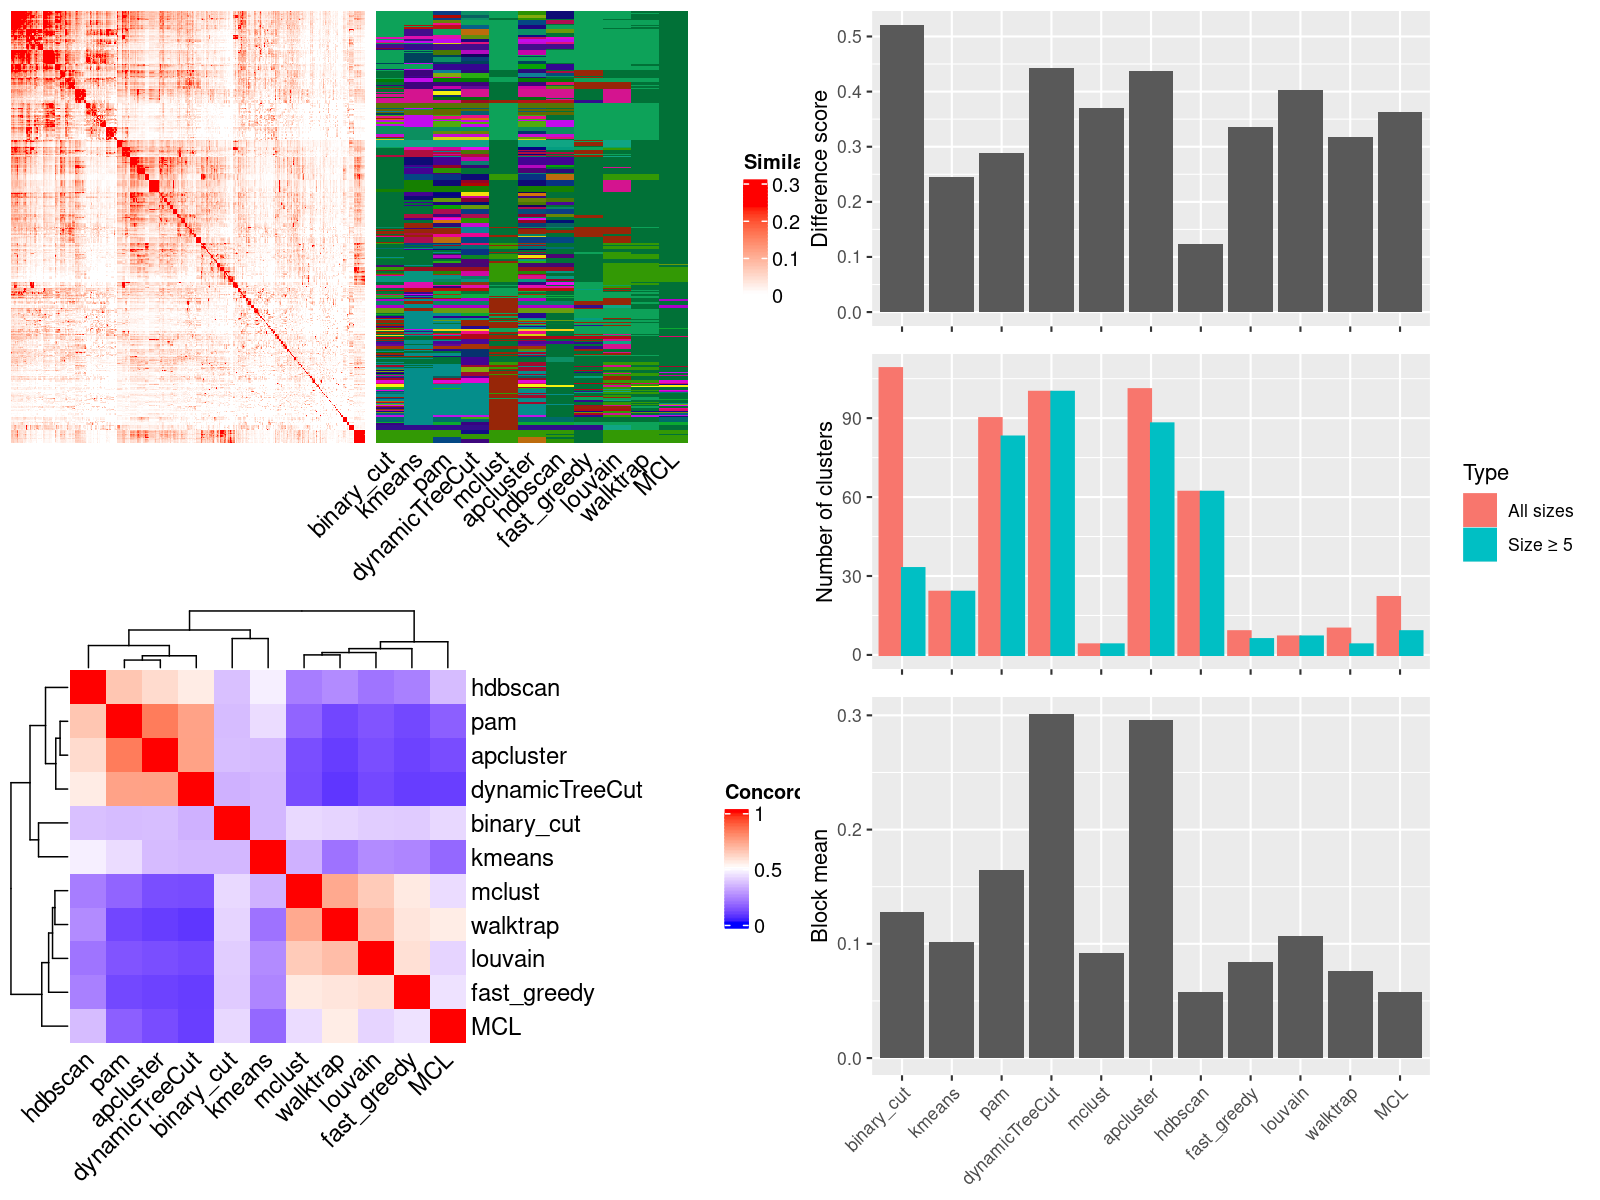 Simila
0.3
0.2
0.1
0
binary_cut
kmeans
pam
dynamicTreeCut
mclust
apcluster
hdbscan
fast_greedy
louvain
walktrap
MCL
hdbscan
pam
apcluster
dynamicTreeCut
binary_cut
kmeans
mclust
walktrap
louvain
fast_greedy
MCL
hdbscan
pam
apcluster
dynamicTreeCut
binary_cut
kmeans
mclust
walktrap
louvain
fast_greedy
MCL
Concord
1
0.5
0
Difference score
0.5
0.4
0.3
0.2
0.1
0.0
Number of clusters
90
60
30
0
Type
All sizes
Size ≥ 5
Block mean
0.3
0.2
0.1
0.0
binary_cut
kmeans
pam
dynamicTreeCut
mclust
apcluster
hdbscan
fast_greedy
louvain
walktrap
MCL